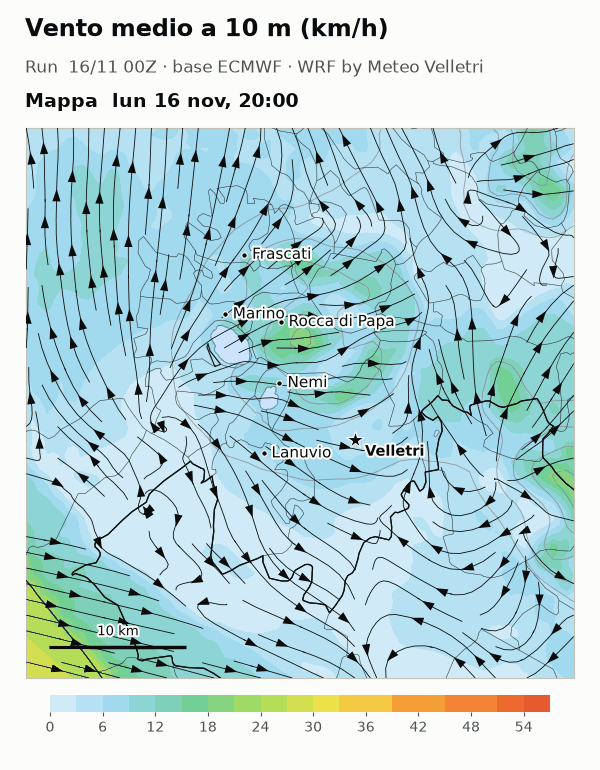 Vento medio a 10 m (km/h)
Run  16/11 00Z · base ECMWF · WRF by Meteo Velletri
Mappa  lun 16 nov, 20:00
Frascati
Marino
Rocca di Papa
Nemi
Lanuvio
Velletri
10 km
0 6 12 18 24 30 36 42 48 54